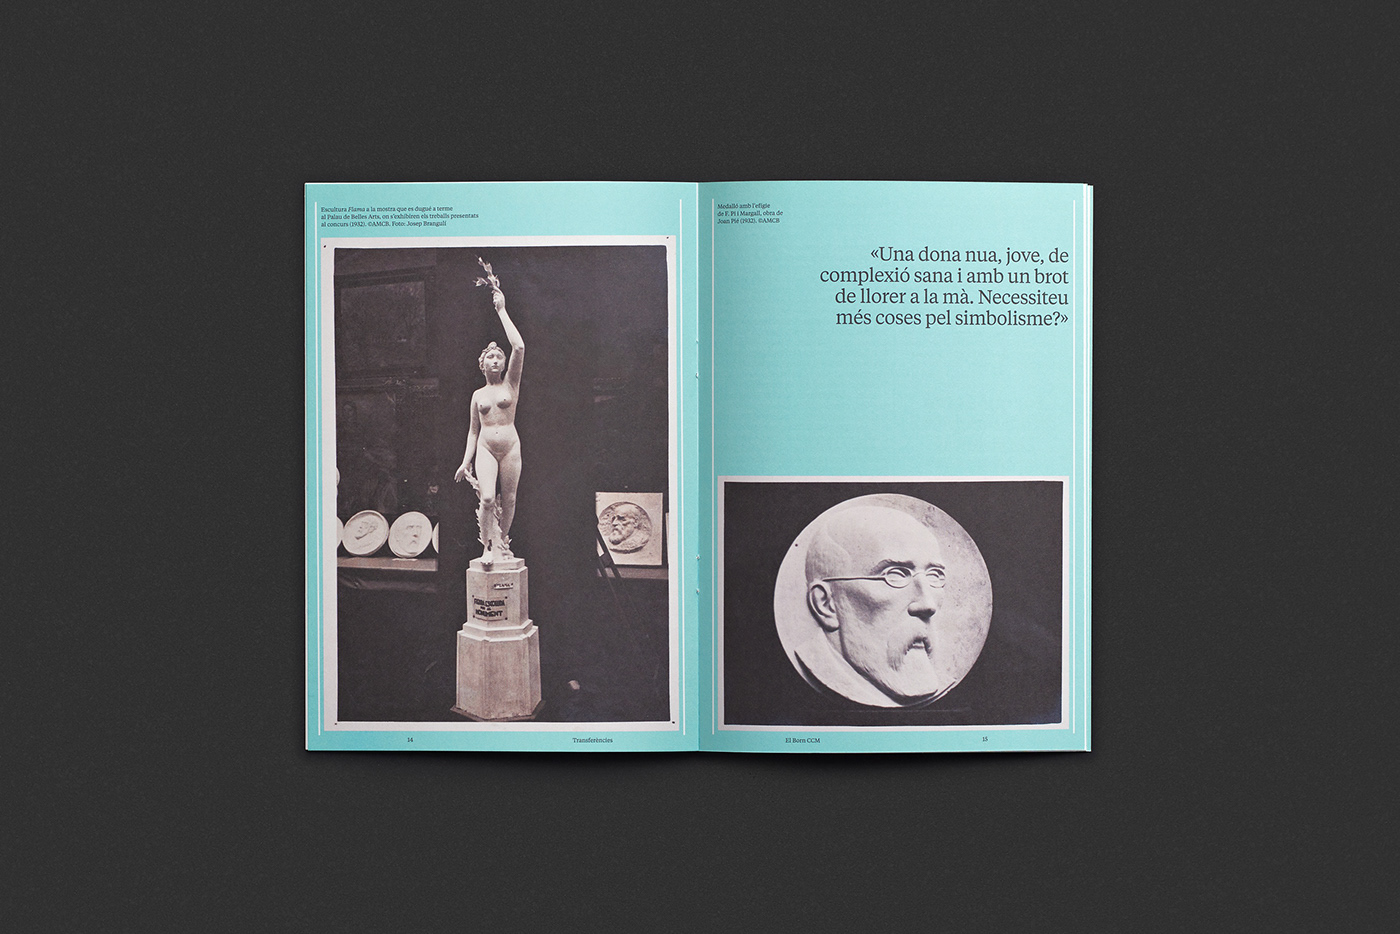 Escultura Flama a la mostra que es dugué a terme
al Palau de Belles Arts, on s'exhibiren els treballs presentats
al concurs (1932). ©AMCB. Foto: Josep Brangulí
MONUMENT
14
Transferències
Medalló amb l'efígie
de F. Pi i Margall, obra de
Joan Pié (1932). ©AMCB
«Una dona nua, jove, de
complexió sana i amb un brot
de llorer a la mà. Necessiteu
més coses pel simbolisme?»
El Born CCM
15